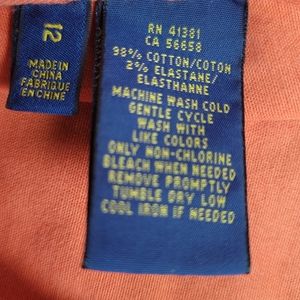 12
MADE IN
CHINA
FABRIQUE
EN CHINE
RN 41381
CA 56658
98% COTTON/COTON
2% ELASTANE/
ELASTHANNE
MACHINE WASH COLD
GENTLE CYCLE
WASH WITH
LIKE COLORS
ONLY NON-CHLORINE
BLEACH WHEN NEEDED
REMOVE PROMPTLY
TUMBLE DRY LOW
COOL IRON IF NEEDED